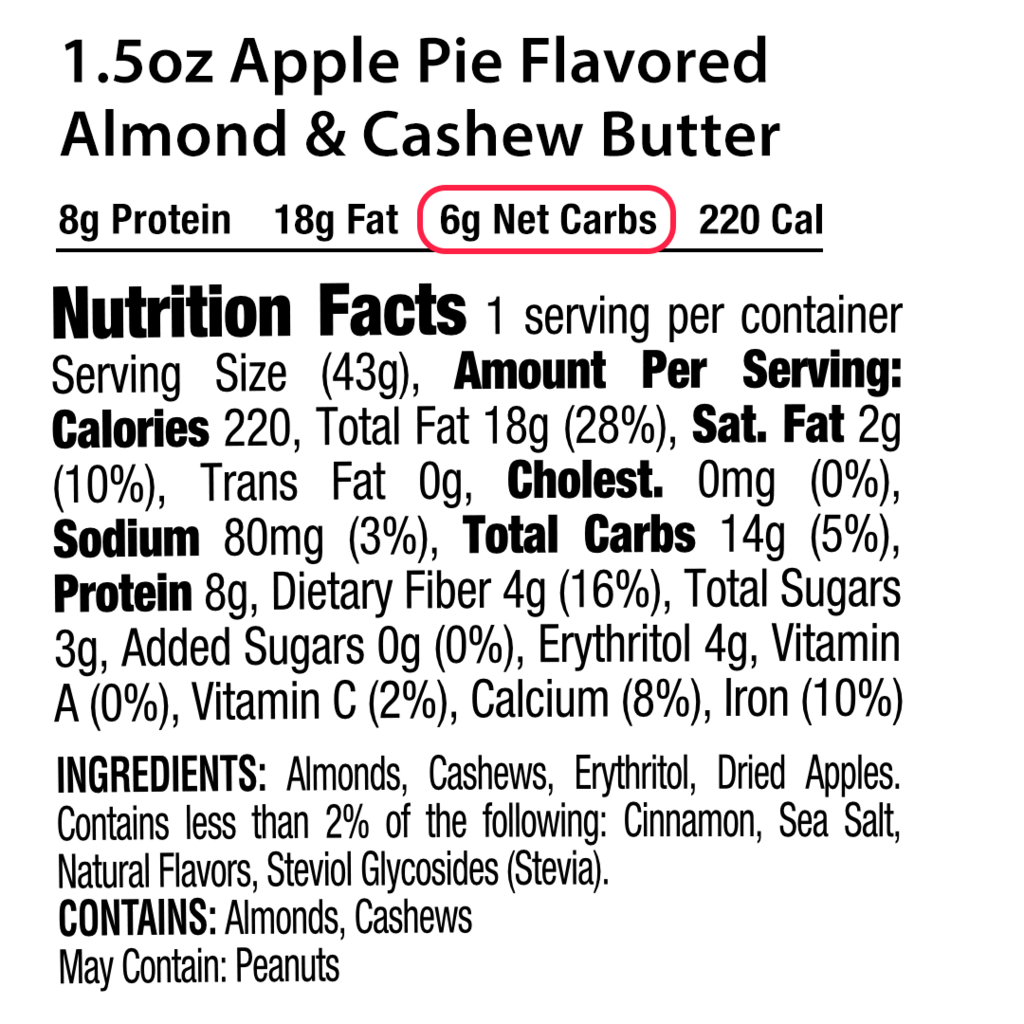 1.5oz Apple Pie Flavored
Almond & Cashew Butter
8g Protein 18g Fat 6g Net Carbs 220 Cal
Nutrition Facts 1 serving per container
Serving Size (43g), Amount Per Serving:
Calories 220, Total Fat 18g (28%), Sat. Fat 2g
(10%), Trans Fat 0g, Cholest. 0mg (0%),
Sodium 80mg (3%), Total Carbs 14g (5%),
Protein 8g, Dietary Fiber 4g (16%), Total Sugars
3g, Added Sugars 0g (0%), Erythritol 4g, Vitamin
A (0%), Vitamin C (2%), Calcium (8%), Iron (10%)
INGREDIENTS: Almonds, Cashews, Erythritol, Dried Apples.
Contains less than 2% of the following: Cinnamon, Sea Salt,
Natural Flavors, Steviol Glycosides (Stevia).
CONTAINS: Almonds, Cashews
May Contain: Peanuts